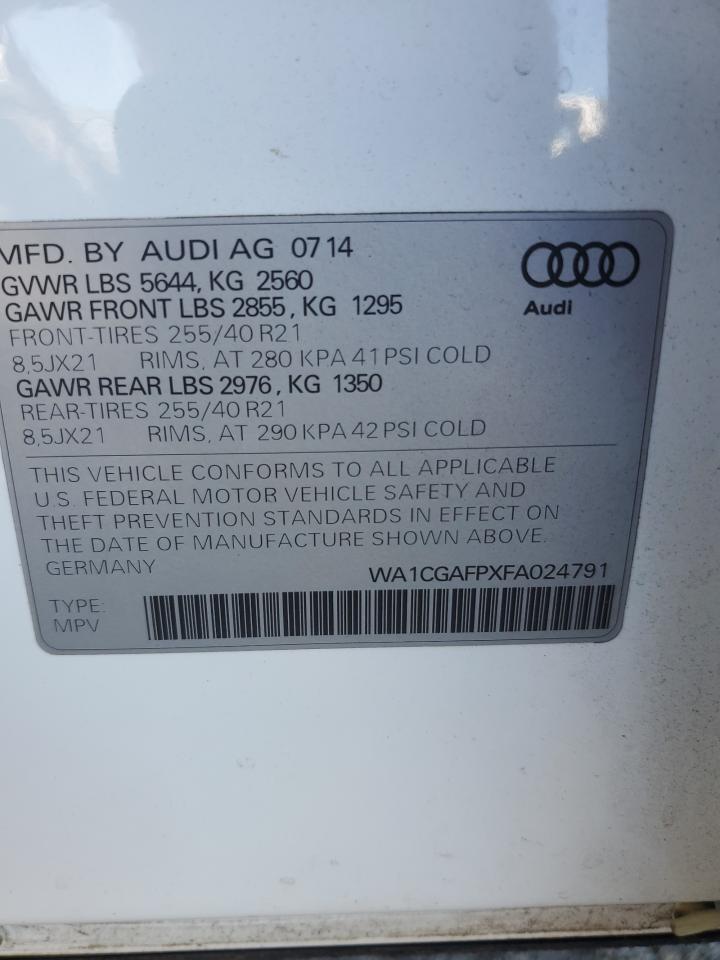 MFD. BY AUDI AG 0714
Audi
GVWR LBS 5644, KG 2560
GAWR FRONT LBS 2855, KG 1295
FRONT-TIRES 255/40 R21
8,5JX21 RIMS, AT 280 KPA 41 PSI COLD
GAWR REAR LBS 2976, KG 1350
REAR-TIRES 255/40 R21
8,5JX21 RIMS, AT 290 KPA 42 PSI COLD
THIS VEHICLE CONFORMS TO ALL APPLICABLE
U.S. FEDERAL MOTOR VEHICLE SAFETY AND
THEFT PREVENTION STANDARDS IN EFFECT ON
THE DATE OF MANUFACTURE SHOWN ABOVE.
GERMANY WA1CGAFPXFA024791
TYPE:
MPV